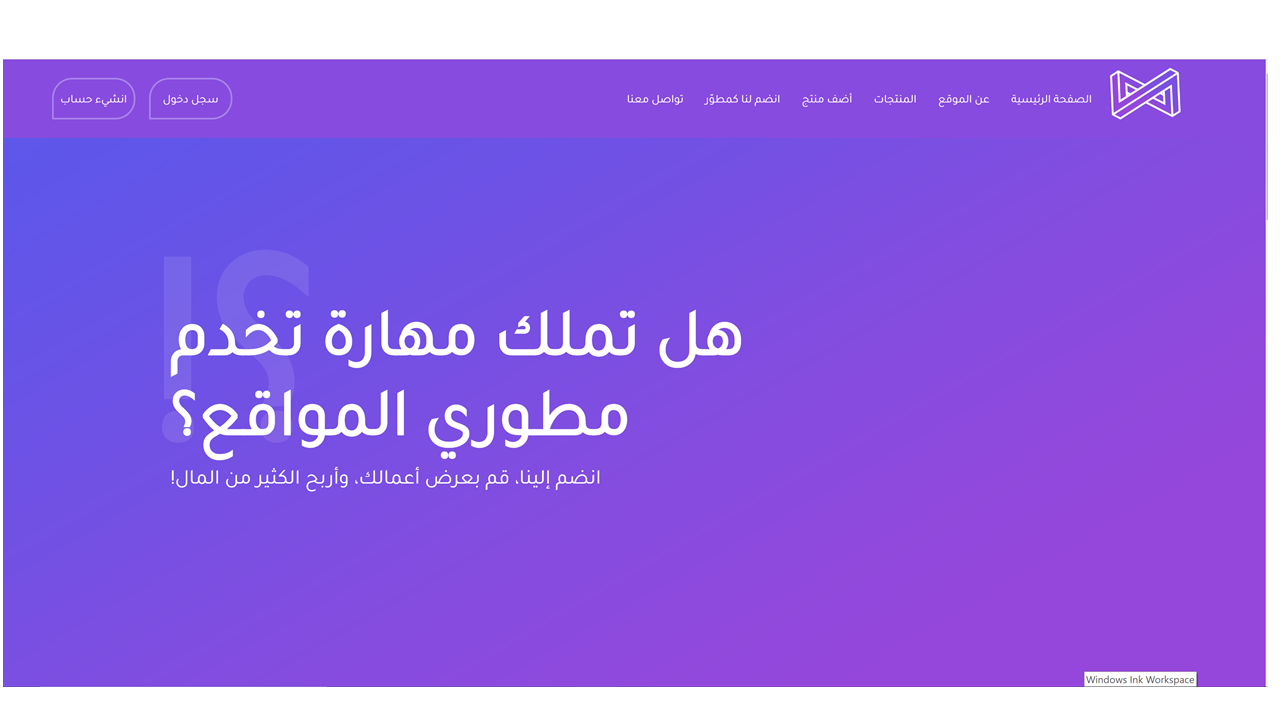 الصفحة الرئيسية عن الموقع المنتجات أضف منتج انضم لنا كمطوّر تواصل معنا سجل دخول انشيء حساب
؟!
هل تملك مهارة تخدم
مطوري المواقع؟
انضم إلينا، قم بعرض أعمالك، وأربح الكثير من المال!
Windows Ink Workspace